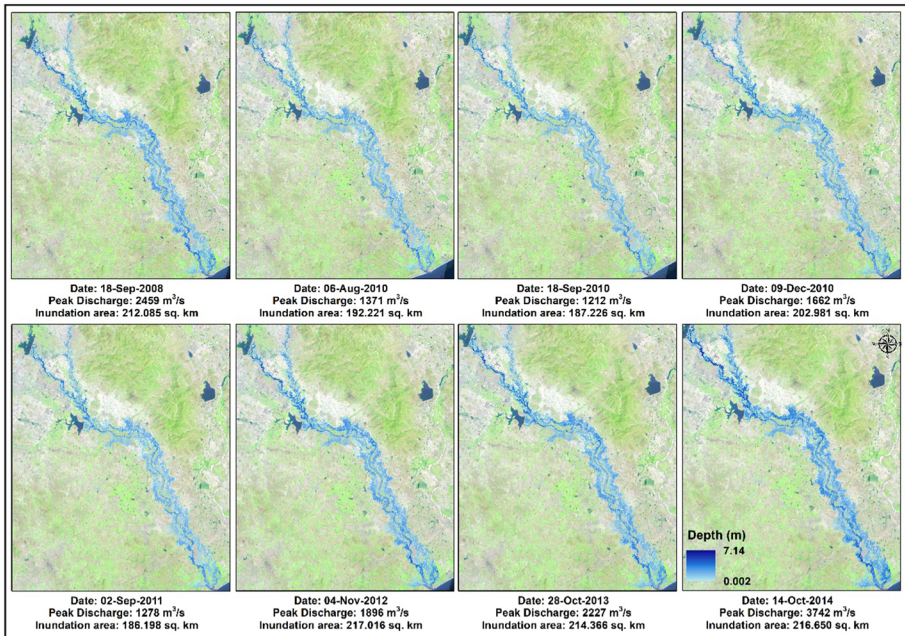 Date: 18-Sep-2008
Peak Discharge: 2459 m³/s
Inundation area: 212.085 sq. km
Date: 06-Aug-2010
Peak Discharge: 1371 m³/s
Inundation area: 192.221 sq. km
Date: 18-Sep-2010
Peak Discharge: 1212 m³/s
Inundation area: 187.226 sq. km
Date: 09-Dec-2010
Peak Discharge: 1662 m³/s
Inundation area: 202.981 sq. km
Depth (m)
7.14
0.002
Date: 02-Sep-2011
Peak Discharge: 1278 m³/s
Inundation area: 186.198 sq. km
Date: 04-Nov-2012
Peak Discharge: 1896 m³/s
Inundation area: 217.016 sq. km
Date: 28-Oct-2013
Peak Discharge: 2227 m³/s
Inundation area: 214.366 sq. km
Date: 14-Oct-2014
Peak Discharge: 3742 m³/s
Inundation area: 216.650 sq. km